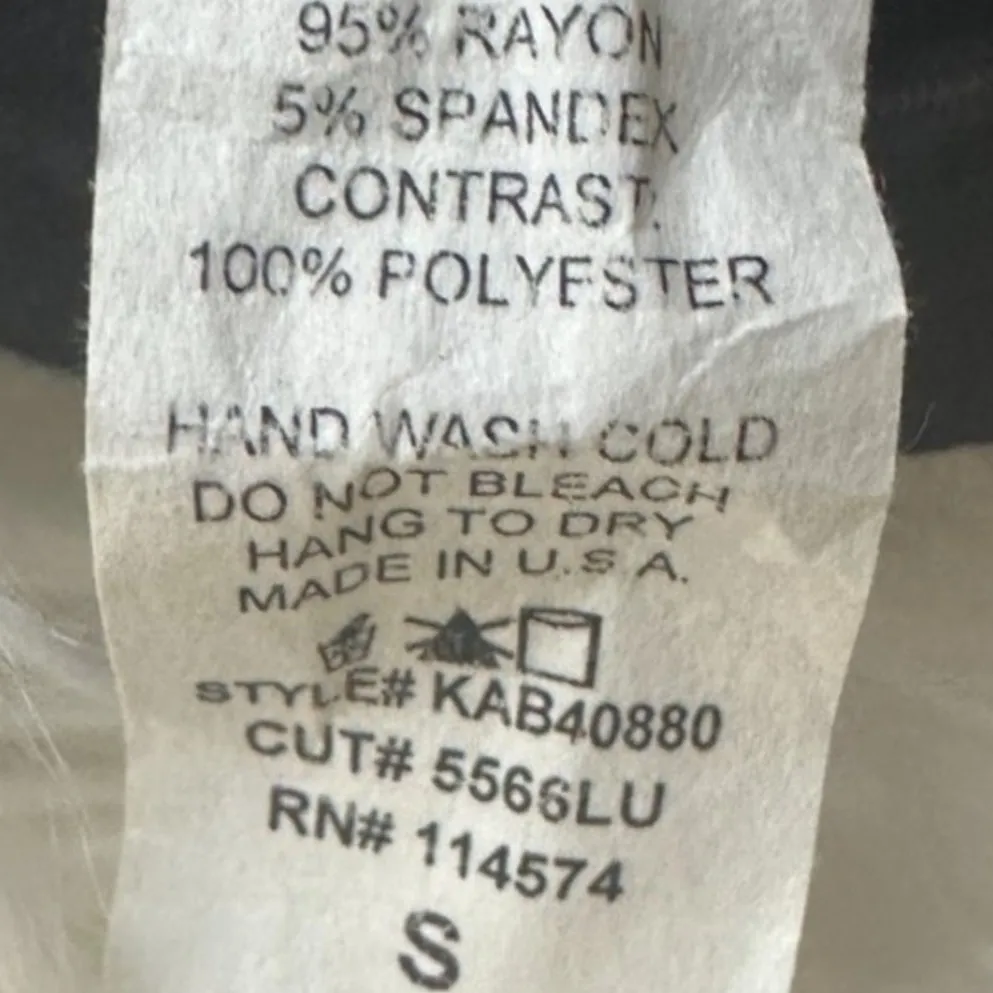 95% RAYON
5% SPANDEX
CONTRAST:
100% POLYESTER
HAND WASH COLD
DO NOT BLEACH
HANG TO DRY
MADE IN U.S.A.
STYLE# KAB40880
CUT# 5566LU
RN# 114574
S